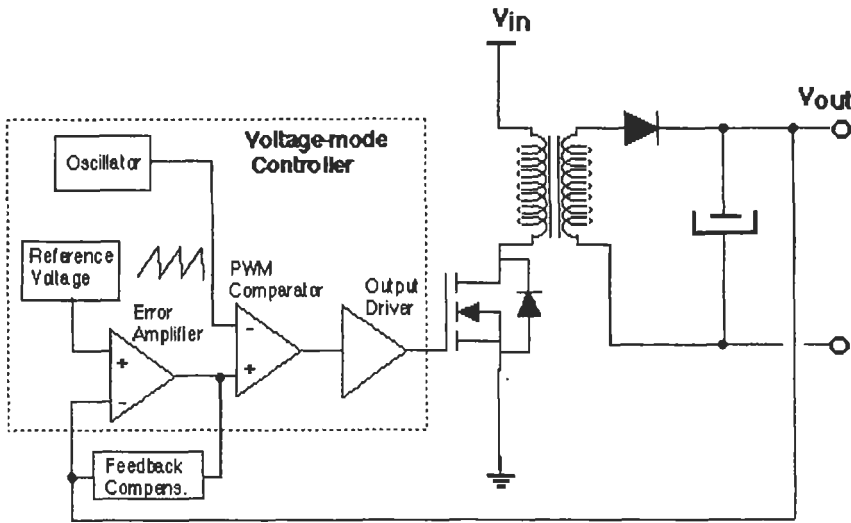 Vin
Vout
Voltage-mode
Controller
Oscillator
Reference
Voltage
PWM
Comparator
Output
Driver
Error
Amplifier
-
+
+
-
Feedback
Compens.